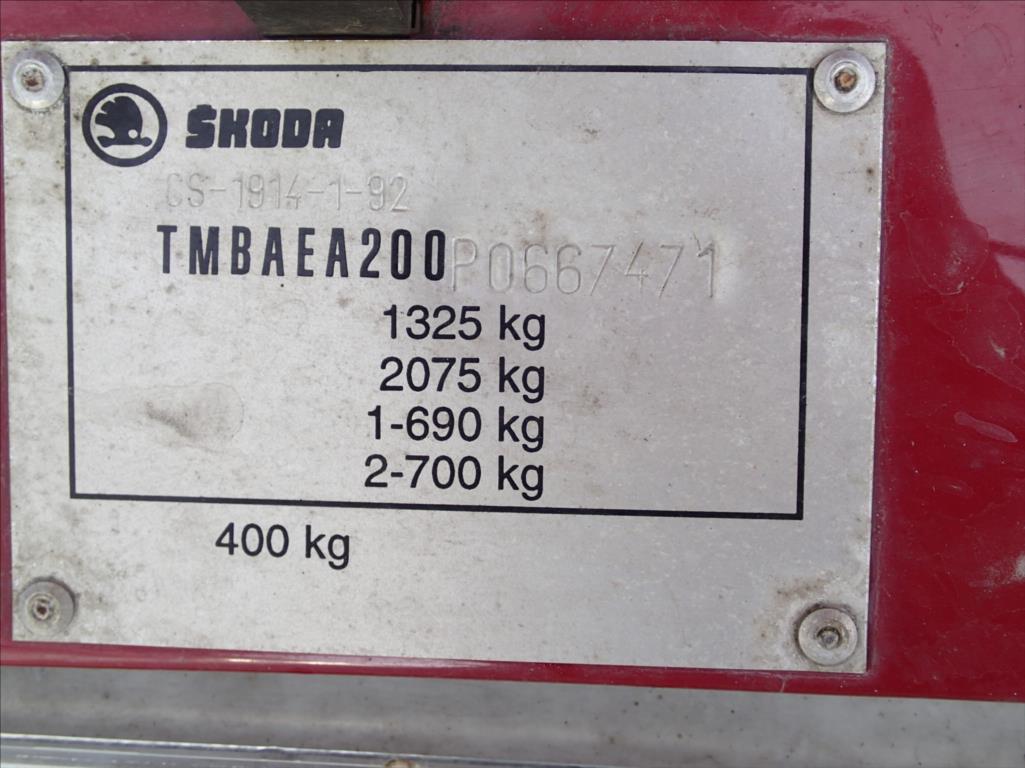 ŠKODA
CS-1914-1-92
TMBAEA200P0667471
1325 kg
2075 kg
1-690 kg
2-700 kg
400 kg